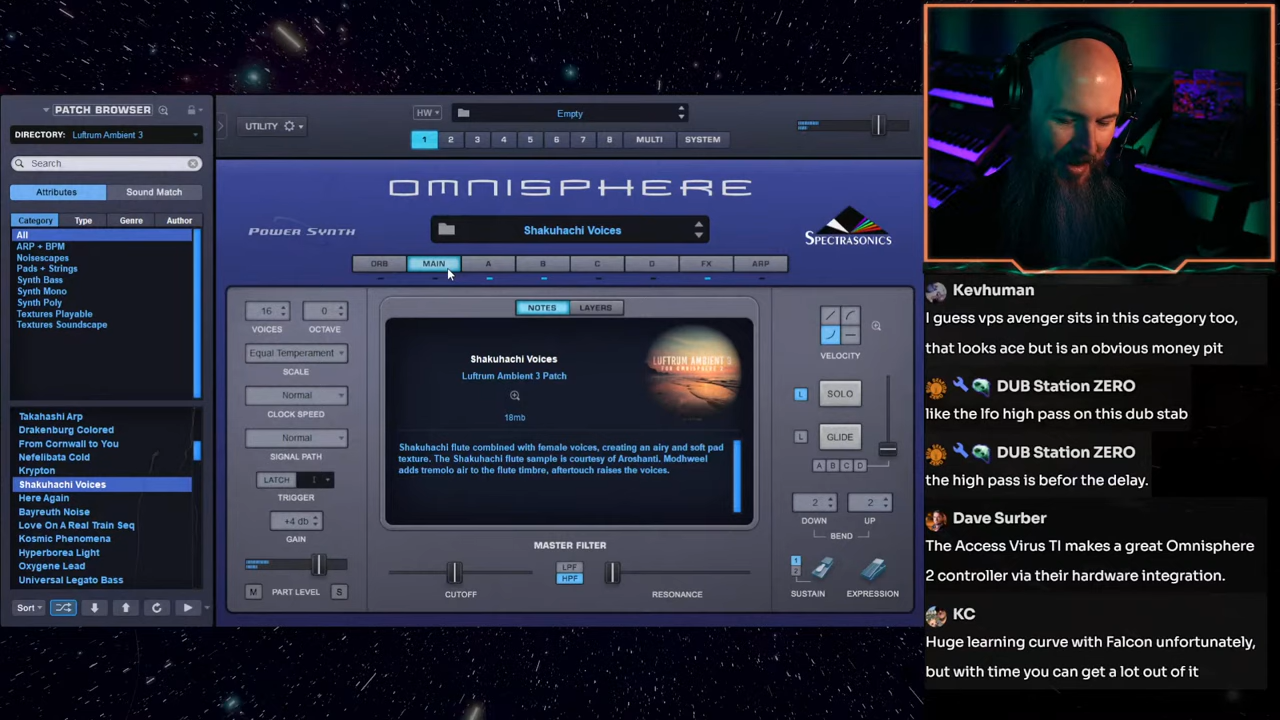 PATCH BROWSER
DIRECTORY: Luftrum Ambient 3
Search
Attributes
Sound Match
Category
Type
Genre
Author
All
ARP + BPM
Noisescapes
Pads + Strings
Synth Bass
Synth Mono
Synth Poly
Textures Playable
Textures Soundscape
Takahashi Arp
Drakenburg Colored
From Cornwall to You
Nefelibata Cold
Krypton
Shakuhachi Voices
Here Again
Bayreuth Noise
Love On A Real Train Seq
Kosmic Phenomena
Hyperborea Light
Oxygene Lead
Universal Legato Bass
Sort
UTILITY
HW
Empty
1 2 3 4 5 6 7 8 MULTI SYSTEM
OMNISPHERE
POWER SYNTH
Shakuhachi Voices
SPECTRASONICS
ORB MAIN A B C D FX ARP
16
VOICES
0
OCTAVE
Equal Temperament
SCALE
Normal
CLOCK SPEED
Normal
SIGNAL PATH
LATCH
TRIGGER
+4 db
GAIN
M PART LEVEL S
NOTES LAYERS
Shakuhachi Voices
Luftrum Ambient 3 Patch
18mb
LUFTRUM AMBIENT 3
FOR OMNISPHERE 2
Shakuhachi flute combined with female voices, creating an airy and soft pad
texture. The Shakuhachi flute sample is courtesy of Aroshanti. Modhweel
adds tremolo air to the flute timbre, aftertouch raises the voices.
MASTER FILTER
LPF
HPF
CUTOFF
RESONANCE
VELOCITY
L SOLO
L GLIDE
A B C D
2
DOWN
2
UP
BEND
1
2
SUSTAIN
EXPRESSION
Kevhuman
I guess vps avenger sits in this category too,
that looks ace but is an obvious money pit
DUB Station ZERO
like the lfo high pass on this dub stab
DUB Station ZERO
the high pass is befor the delay.
Dave Surber
The Access Virus TI makes a great Omnisphere
2 controller via their hardware integration.
KC
Huge learning curve with Falcon unfortunately,
but with time you can get a lot out of it